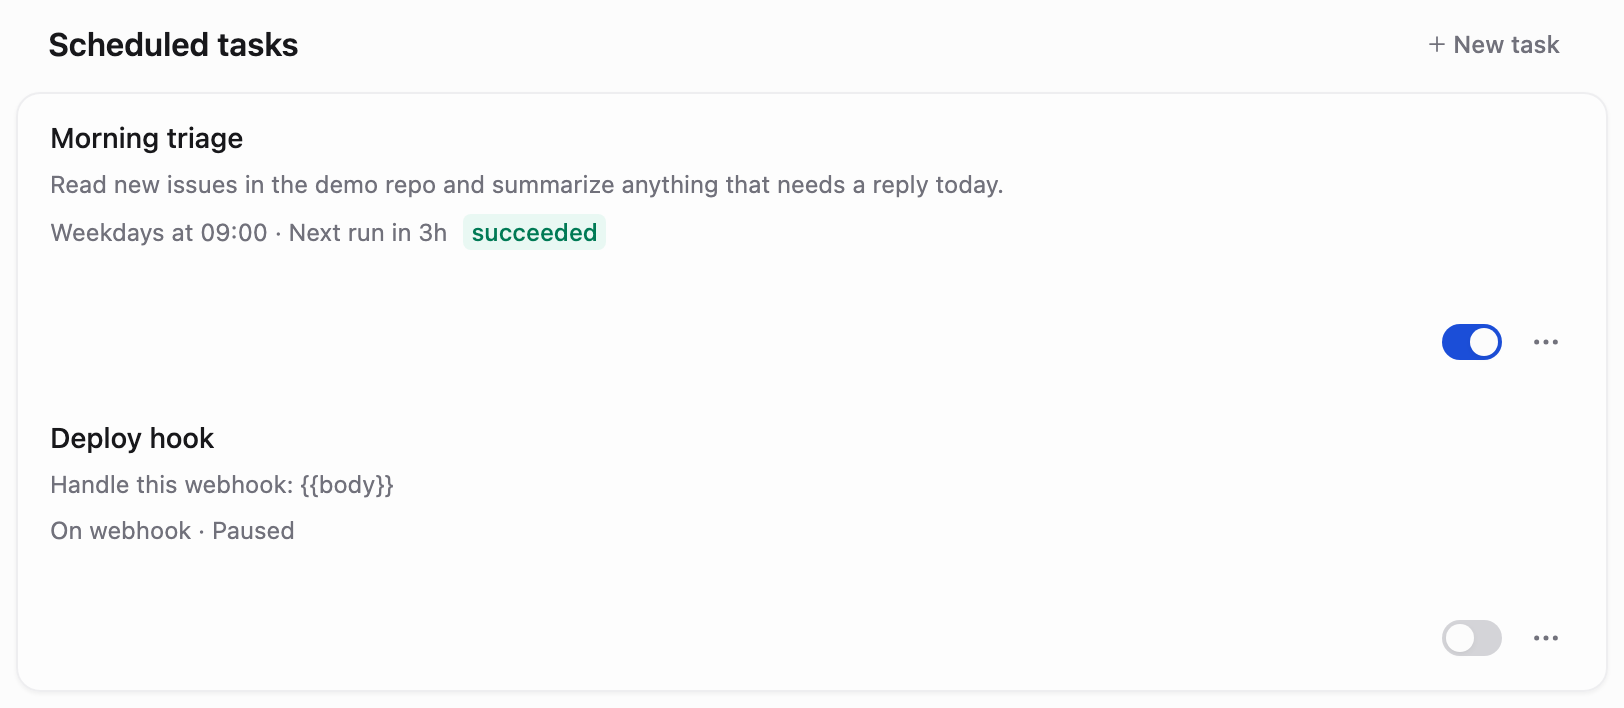 Scheduled tasks
+ New task
Morning triage
Read new issues in the demo repo and summarize anything that needs a reply today.
Weekdays at 09:00 · Next run in 3h succeeded
Deploy hook
Handle this webhook: {{body}}
On webhook · Paused